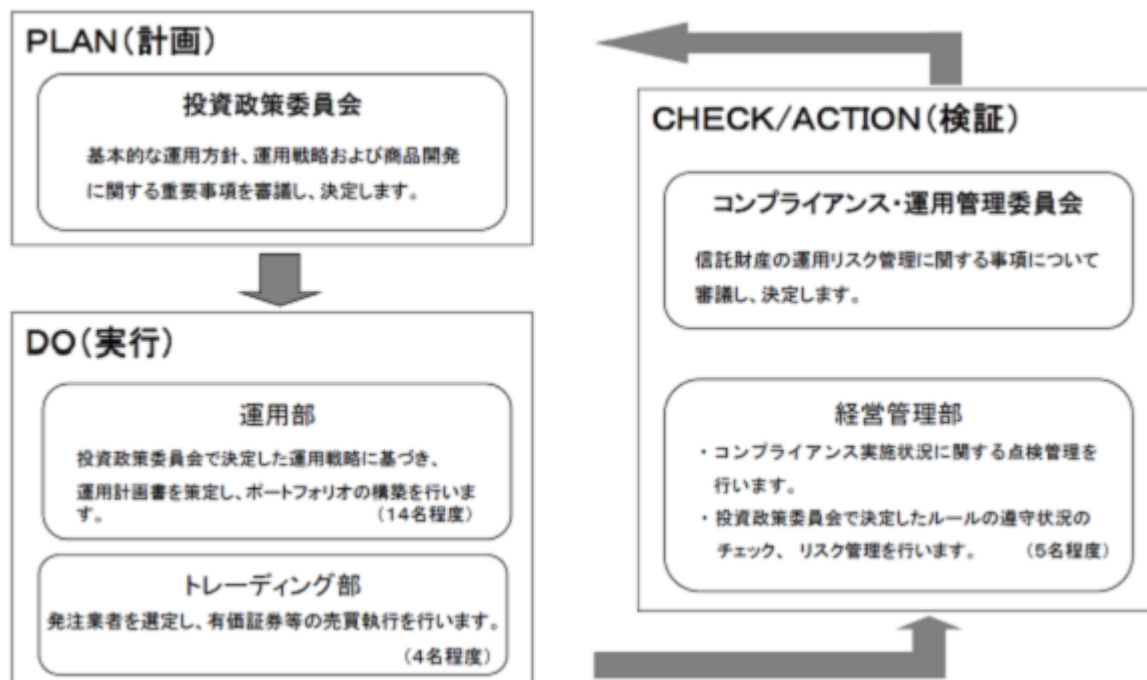 PLAN(計画)
投資政策委員会
基本的な運用方針、運用戦略および商品開発
に関する重要事項を審議し、決定します。
DO(実行)
運用部
投資政策委員会で決定した運用戦略に基づき、
運用計画書を策定し、ポートフォリオの構築を行いま
す。 (14名程度)
トレーディング部
発注業者を選定し、有価証券等の売買執行を行います。
(4名程度)
CHECK/ACTION(検証)
コンプライアンス・運用管理委員会
信託財産の運用リスク管理に関する事項について
審議し、決定します。
経営管理部
・コンプライアンス実施状況に関する点検管理を
行います。
・投資政策委員会で決定したルールの遵守状況の
チェック、 リスク管理を行います。 (5名程度)